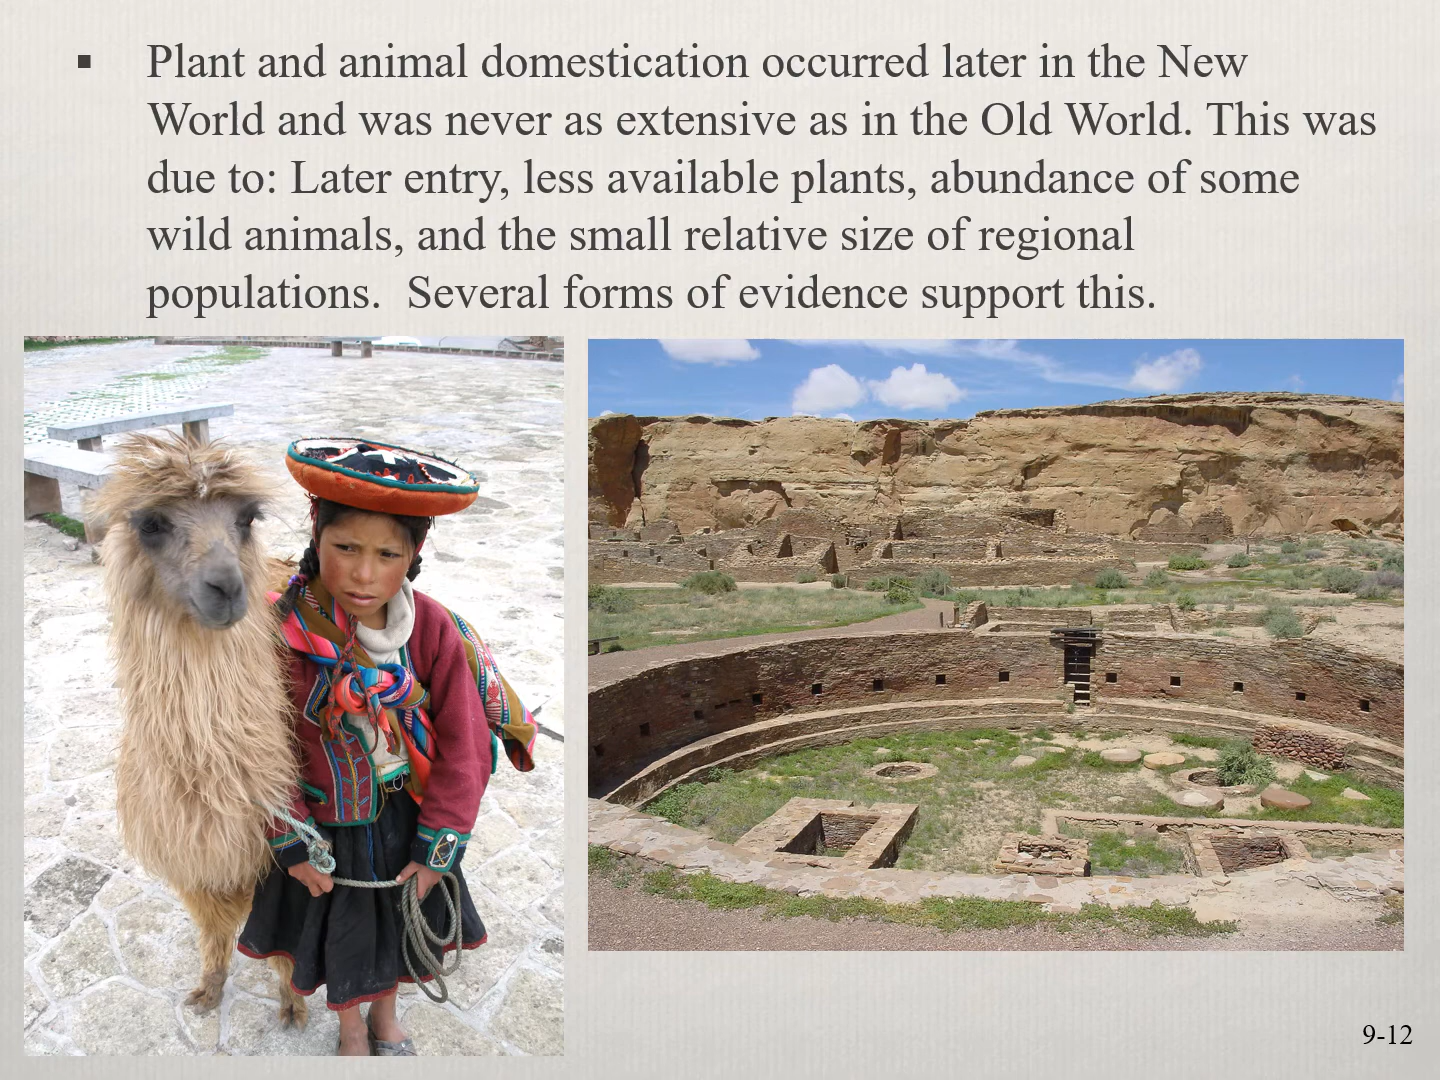 ▪ Plant and animal domestication occurred later in the New
World and was never as extensive as in the Old World. This was
due to: Later entry, less available plants, abundance of some
wild animals, and the small relative size of regional
populations.  Several forms of evidence support this.
9-12